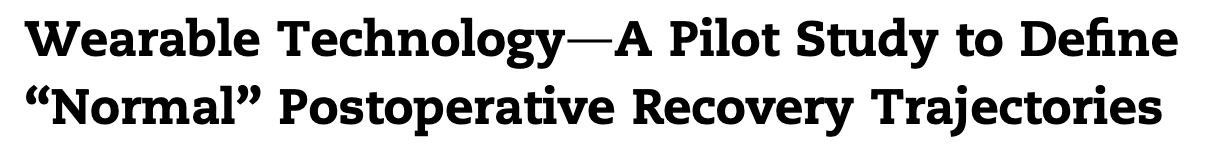 Wearable Technology—A Pilot Study to Define
“Normal” Postoperative Recovery Trajectories